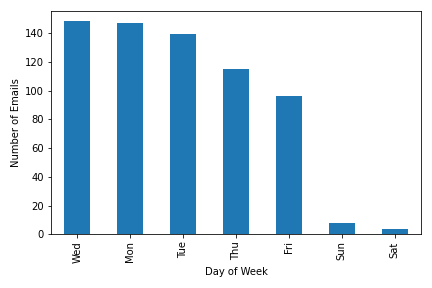 140
120
100
80
60
40
20
0
Number of Emails
Wed
Mon
Tue
Thu
Fri
Sun
Sat
Day of Week